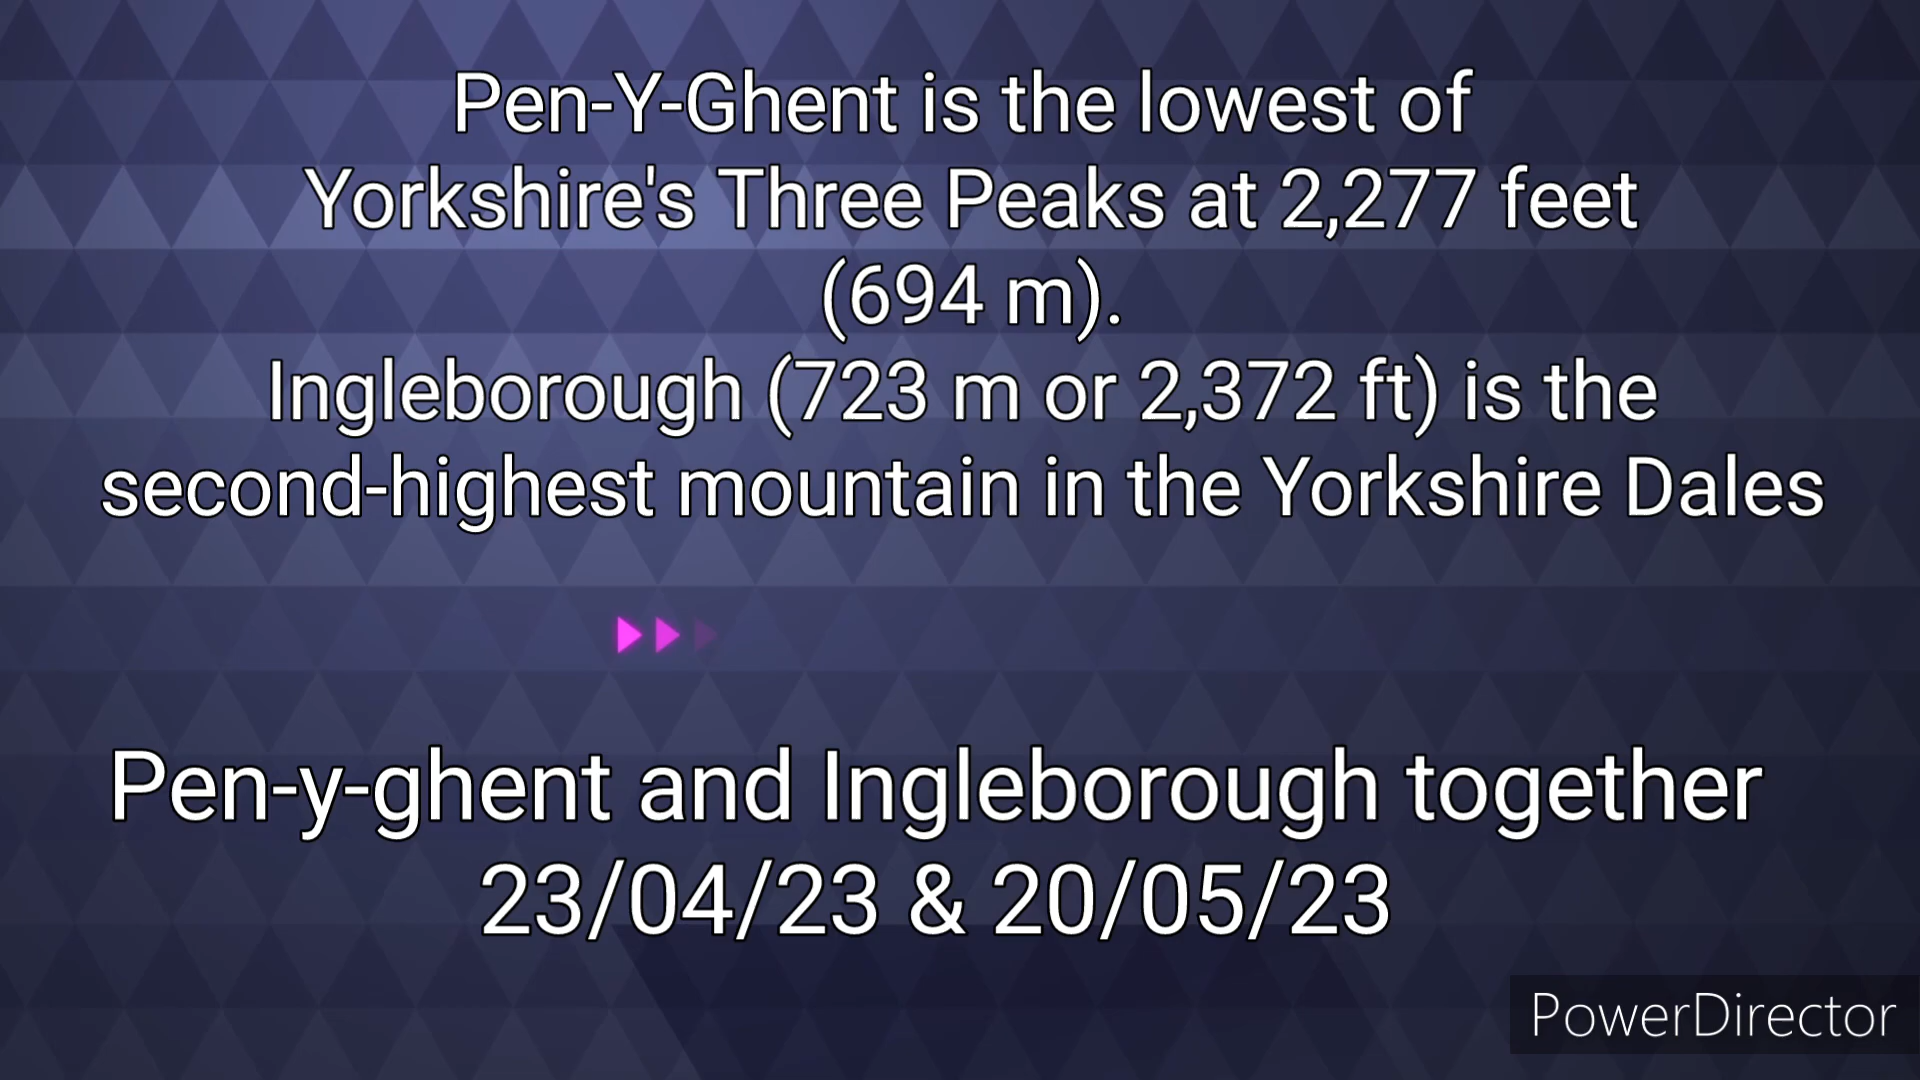 Pen-Y-Ghent is the lowest of
Yorkshire's Three Peaks at 2,277 feet
(694 m).
Ingleborough (723 m or 2,372 ft) is the
second-highest mountain in the Yorkshire Dales
Pen-y-ghent and Ingleborough together
23/04/23 & 20/05/23
PowerDirector